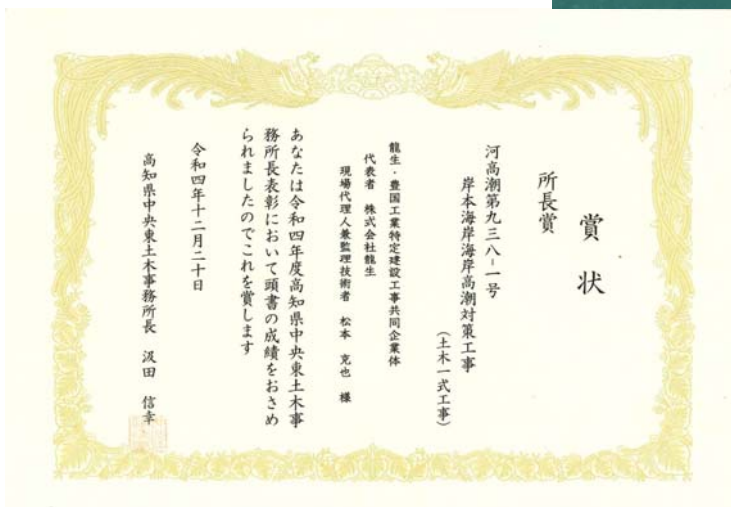 賞状
所長賞
河高潮第九三八-一号
岸本海岸海岸高潮対策工事
(土木一式工事)
龍生・豊国工業特定建設工事共同企業体
代表者 株式会社龍生
現場代理人兼監理技術者 松本 克也 様
あなたは令和四年度高知県中央東土木事
務所長表彰において頭書の成績をおさめ
られましたのでこれを賞します
令和四年十二月二十日
高知県中央東土木事務所長 汲田 信幸